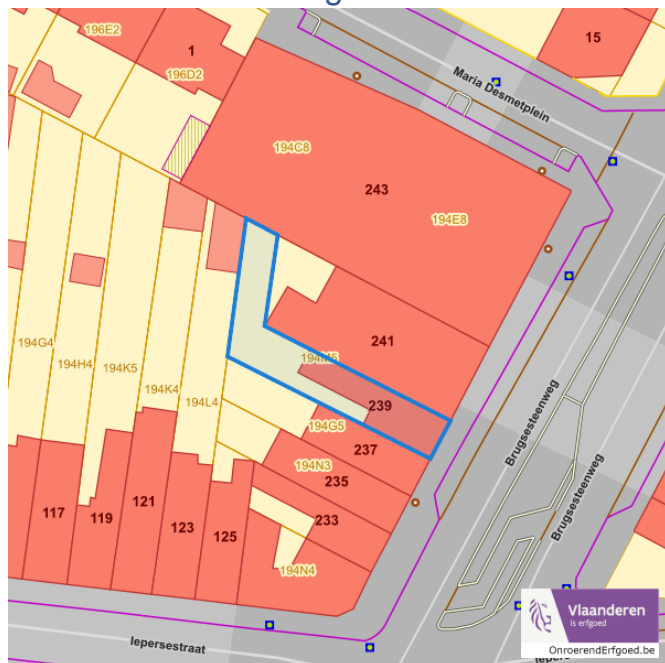 196E2
1
15
196D2
Maria Desmetplein
194C8
243
194E8
194G4
194H4
194K5
194K4
194L4
241
194M5
239
194G5
237
194N3
235
233
194N4
117
119
121
123
125
Brugsesteenweg
Brugsesteenweg
Iepersestraat
Vlaanderen
is erfgoed
OnroerendErfgoed.be